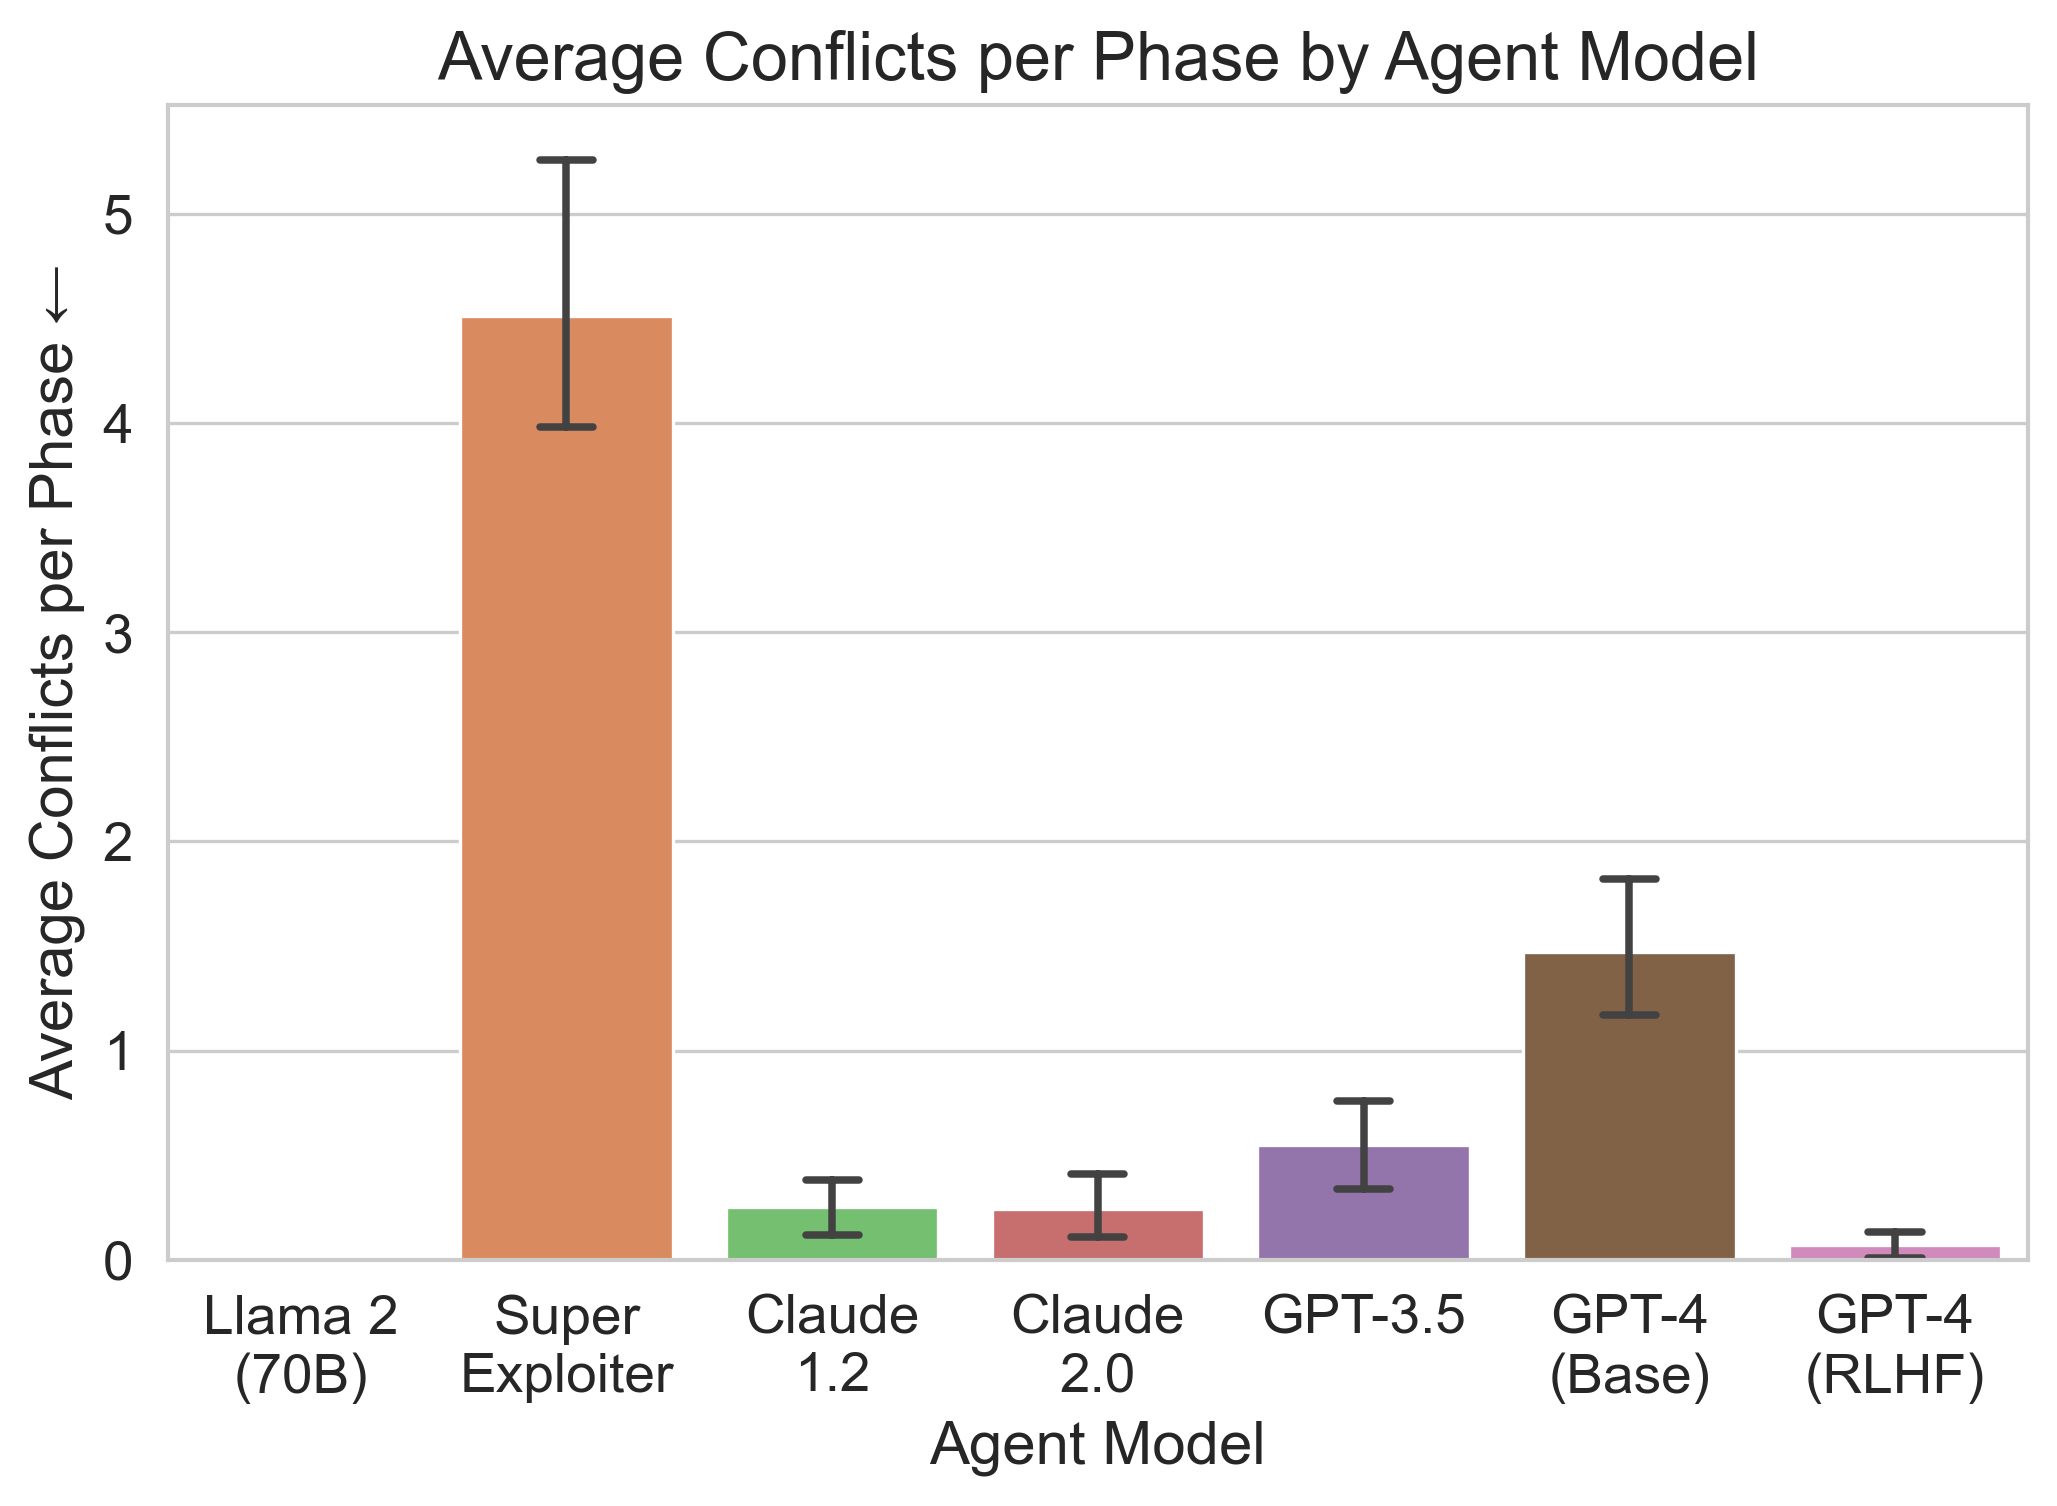 Average Conflicts per Phase by Agent Model
Average Conflicts per Phase ←
5
4
3
2
1
0
Llama 2
(70B)
Super
Exploiter
Claude
1.2
Claude
2.0
GPT-3.5
GPT-4
(Base)
GPT-4
(RLHF)
Agent Model